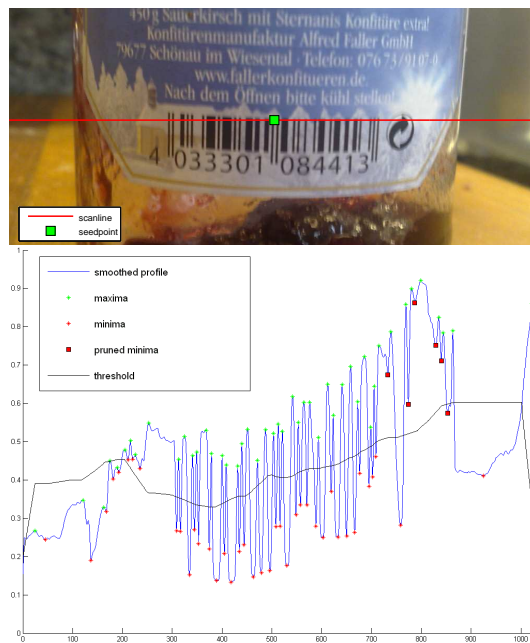 450 g Sauerkirsch mit Sternanis Konfitüre extra!
Konfitürenmanufaktur Alfred Faller GmbH
79677 Schönau im Wiesental · Telefon: 076 73/9107-0
www.fallerkonfitueren.de
Nach dem Öffnen bitte kühl stellen!
4 033301 084413
scanline
seedpoint
1
0.9
0.8
0.7
0.6
0.5
0.4
0.3
0.2
0.1
0
smoothed profile
maxima
minima
pruned minima
threshold
0 100 200 300 400 500 600 700 800 900 1000